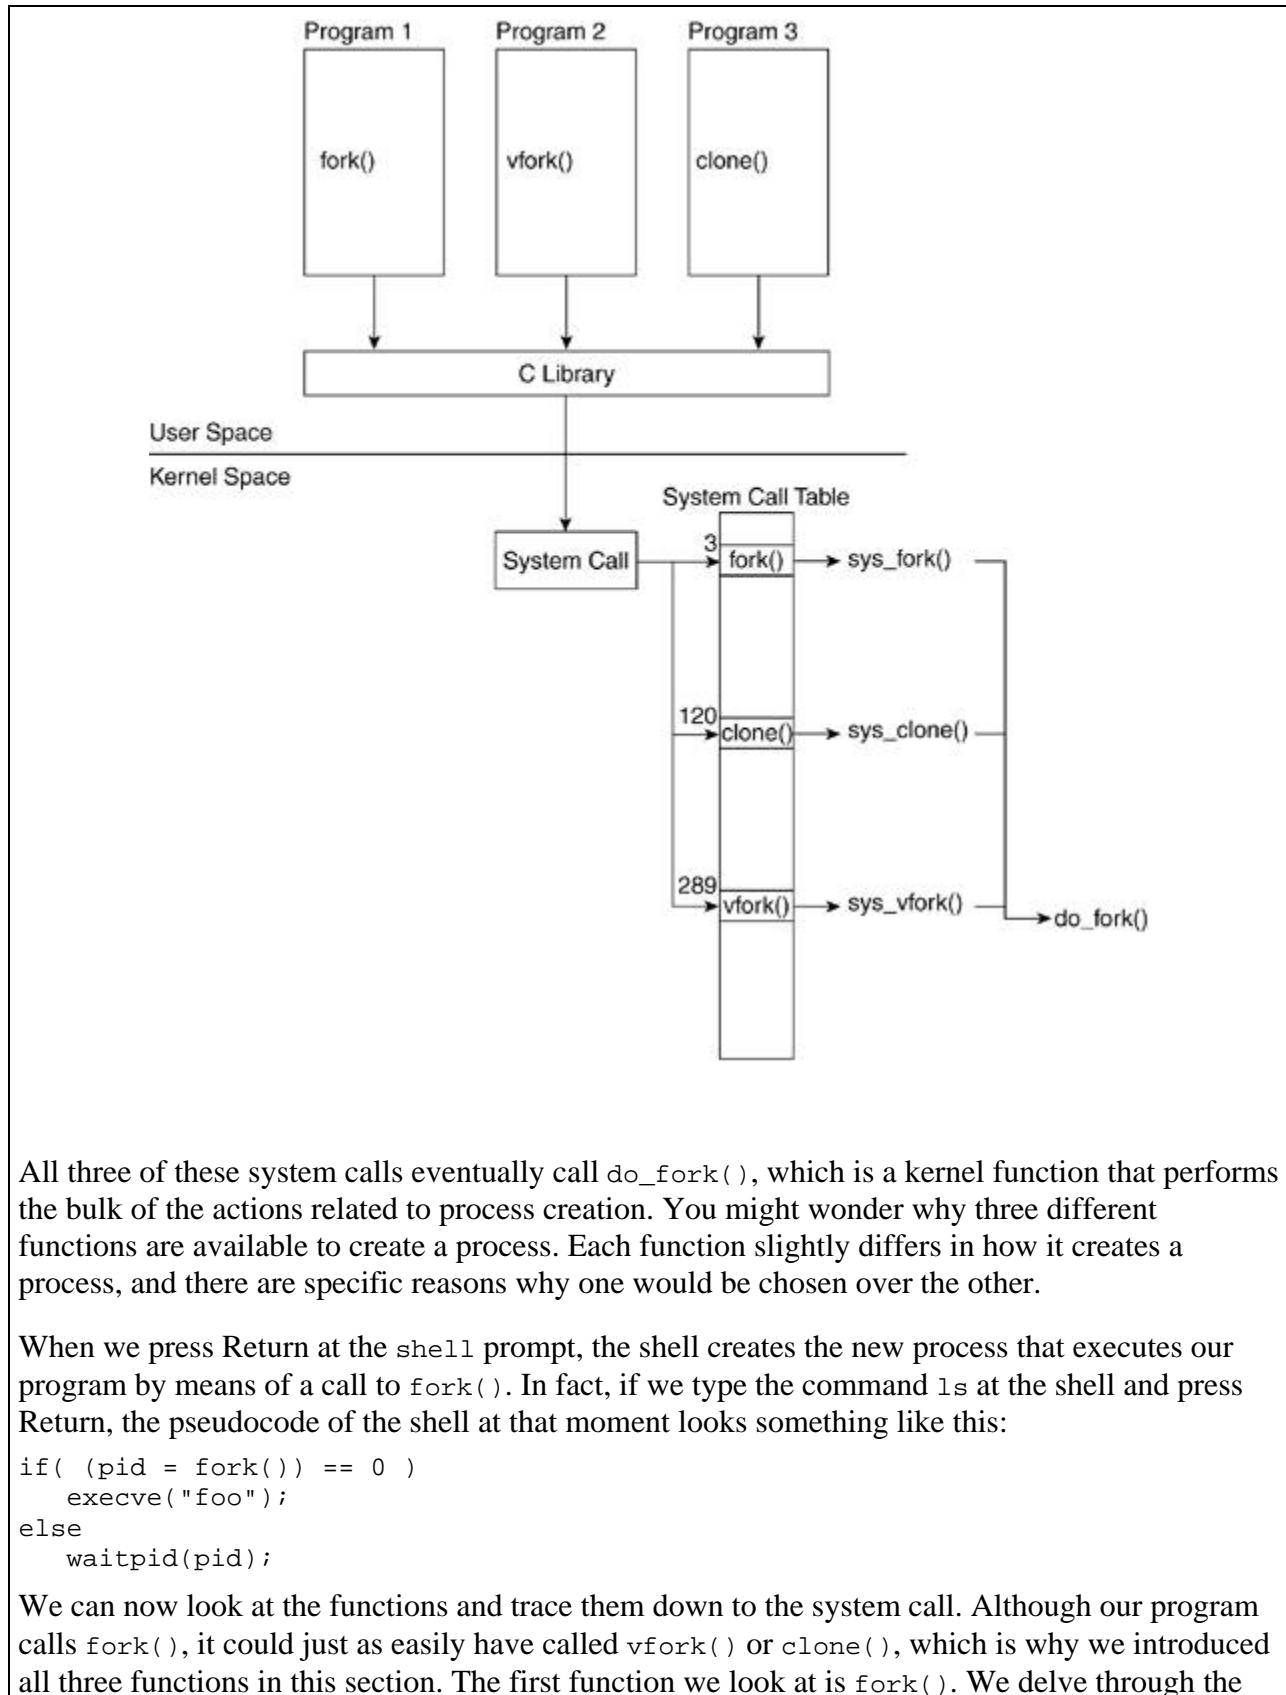 Program 1 Program 2 Program 3
fork() vfork() clone()
C Library
User Space
Kernel Space
System Call Table
System Call
3
fork() sys_fork()
120
clone() sys_clone()
289
vfork() sys_vfork()
do_fork()
All three of these system calls eventually call do_fork(), which is a kernel function that performs
the bulk of the actions related to process creation. You might wonder why three different
functions are available to create a process. Each function slightly differs in how it creates a
process, and there are specific reasons why one would be chosen over the other.
When we press Return at the shell prompt, the shell creates the new process that executes our
program by means of a call to fork(). In fact, if we type the command ls at the shell and press
Return, the pseudocode of the shell at that moment looks something like this:
if( (pid = fork()) == 0 )
   execve("foo");
else
   waitpid(pid);
We can now look at the functions and trace them down to the system call. Although our program
calls fork(), it could just as easily have called vfork() or clone(), which is why we introduced
all three functions in this section. The first function we look at is fork(). We delve through the